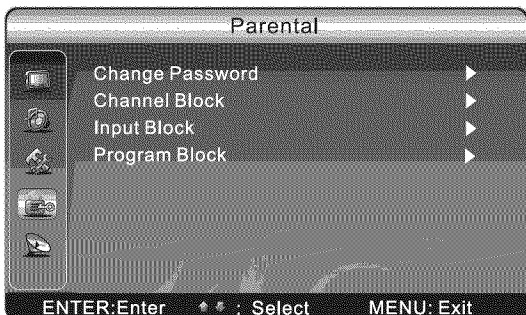 Parental
Change Password
Channel Block
Input Block
Program Block
ENTER:Enter : Select MENU: Exit